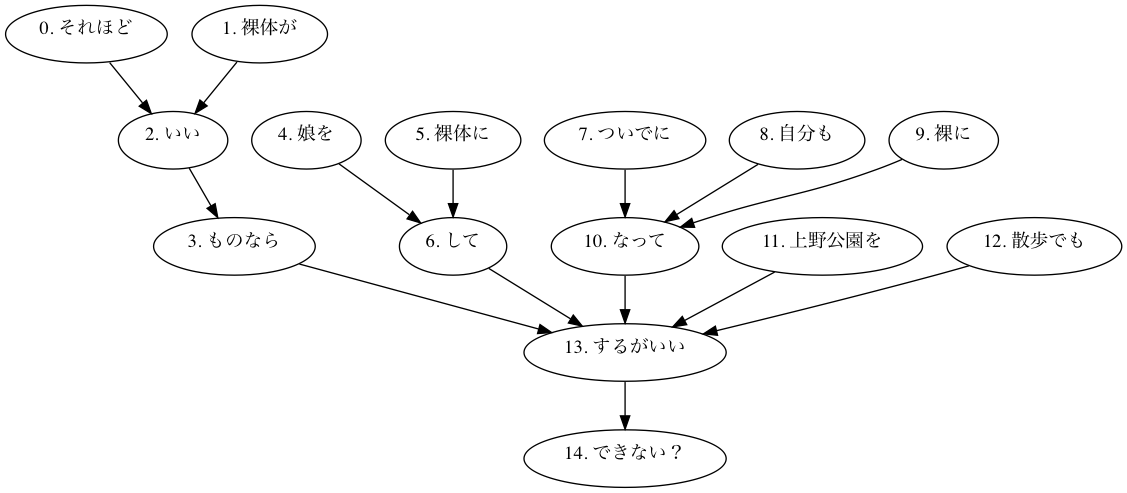 0. それほど
1. 裸体が
2. いい
4. 娘を
5. 裸体に
7. ついでに
8. 自分も
9. 裸に
3. ものなら
6. して
10. なって
11. 上野公園を
12. 散歩でも
13. するがいい
14. できない？